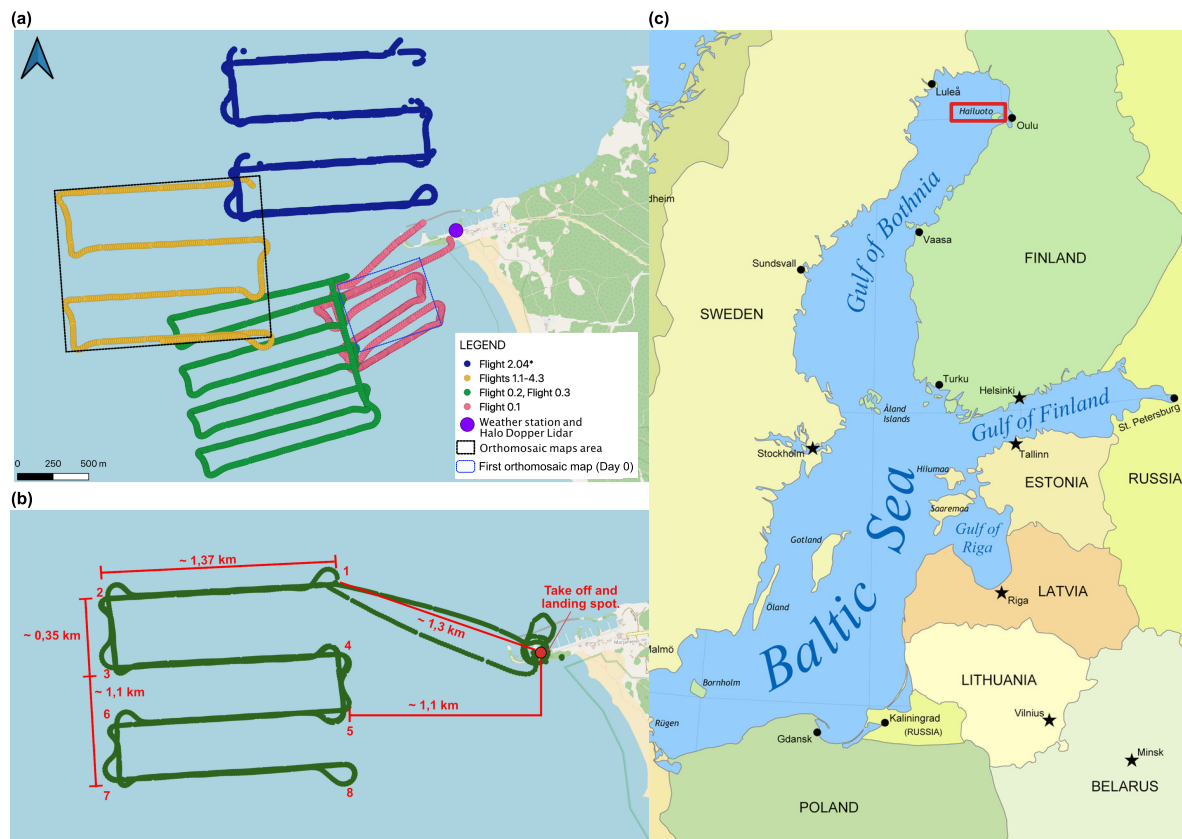 (a)
LEGEND
Flight 2.04*
Flights 1.1-4.3
Flight 0.2, Flight 0.3
Flight 0.1
Weather station and
Halo Dopper Lidar
Orthomosaic maps area
First orthomosaic map (Day 0)
0
250
500 m
(b)
~ 1,37 km
1
2
Take off and
landing spot.
~ 1,3 km
~ 0,35 km
4
3
~ 1,1 km
~ 1,1 km
6
5
7
8
(c)
Luleå
Hailuoto
Oulu
dheim
Gulf of Bothnia
Vaasa
FINLAND
Sundsvall
SWEDEN
Turku
Helsinki
Åland
Islands
Gulf of Finland
St. Petersburg
Stockholm
Tallinn
Hiiumaa
ESTONIA
RUSSIA
Saaremaa
Gotland
Gulf of
Riga
Baltic Sea
LATVIA
Riga
Öland
Malmö
LITHUANIA
Bornholm
Vilnius
Rügen
Kaliningrad
(RUSSIA)
Gdansk
Minsk
BELARUS
POLAND